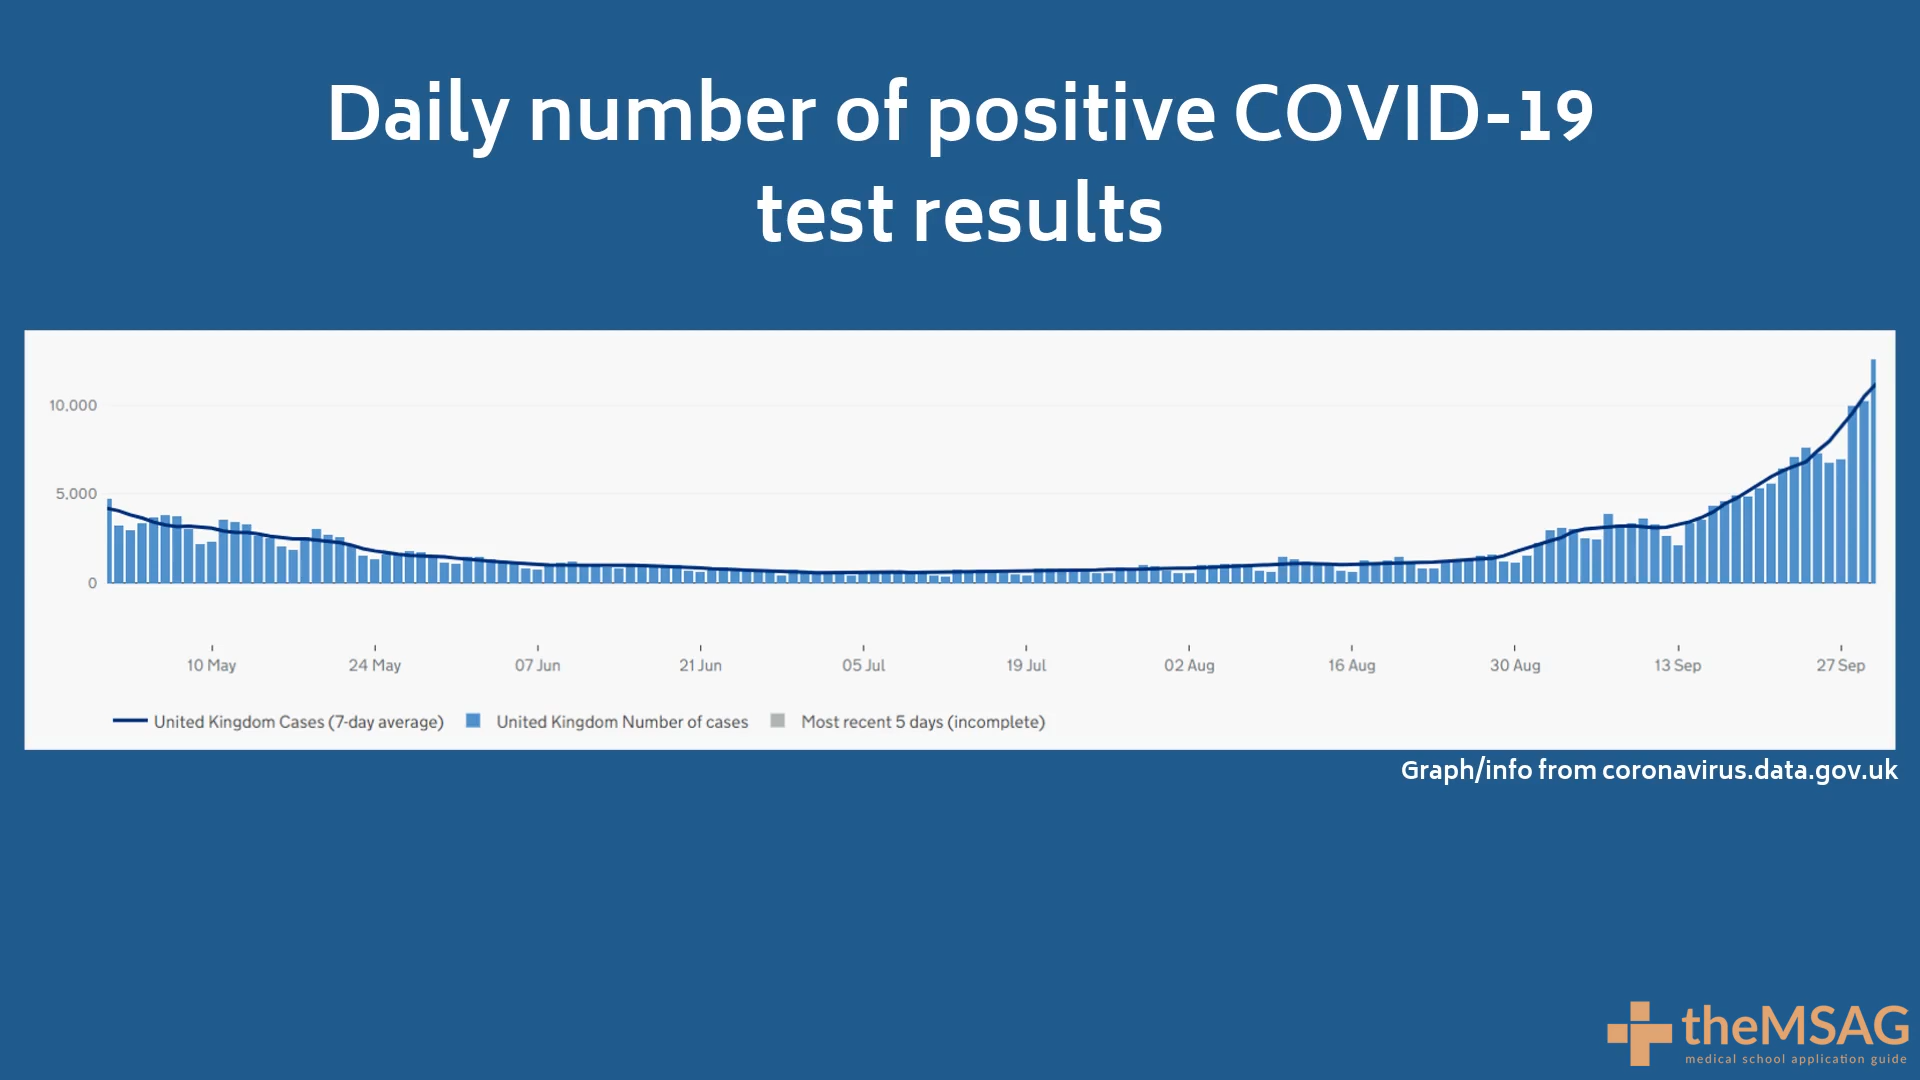 Daily number of positive COVID-19
test results
10,000
5,000
0
10 May 24 May 07 Jun 21 Jun 05 Jul 19 Jul 02 Aug 16 Aug 30 Aug 13 Sep 27 Sep
United Kingdom Cases (7-day average) United Kingdom Number of cases Most recent 5 days (incomplete)
Graph/info from coronavirus.data.gov.uk
theMSAG
medical school application guide